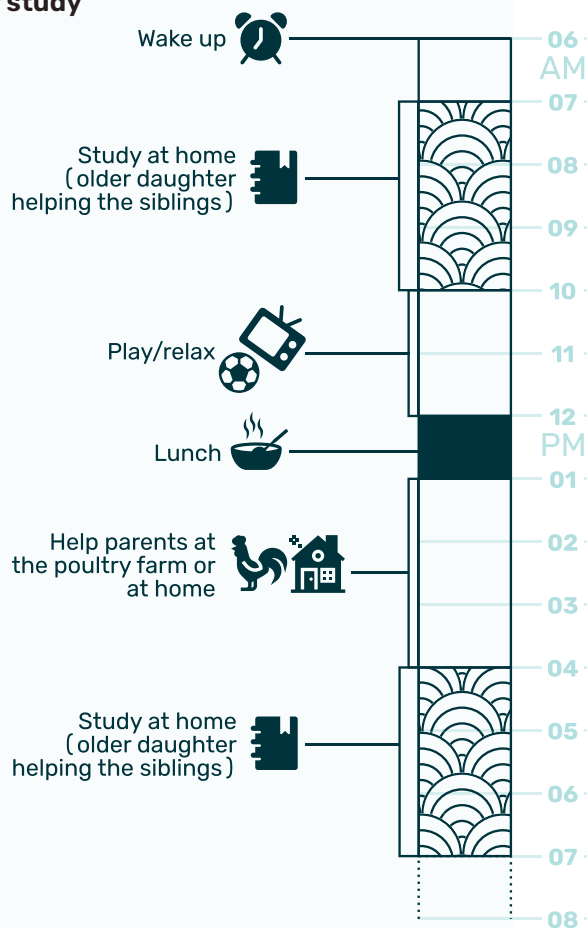 study
Wake up
06
AM
07
Study at home
(older daughter
helping the siblings)
08
09
10
Play/relax
11
12
PM
Lunch
01
Help parents at
the poultry farm or
at home
02
03
04
Study at home
(older daughter
helping the siblings)
05
06
07
08